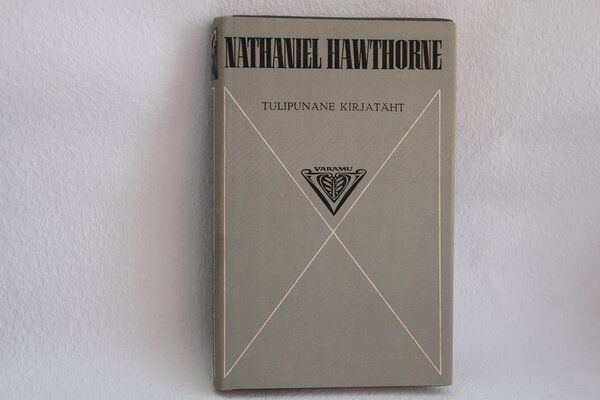 NATHANIEL HAWTHORNE
TULIPUNANE KIRJATÄHT
VARAMU